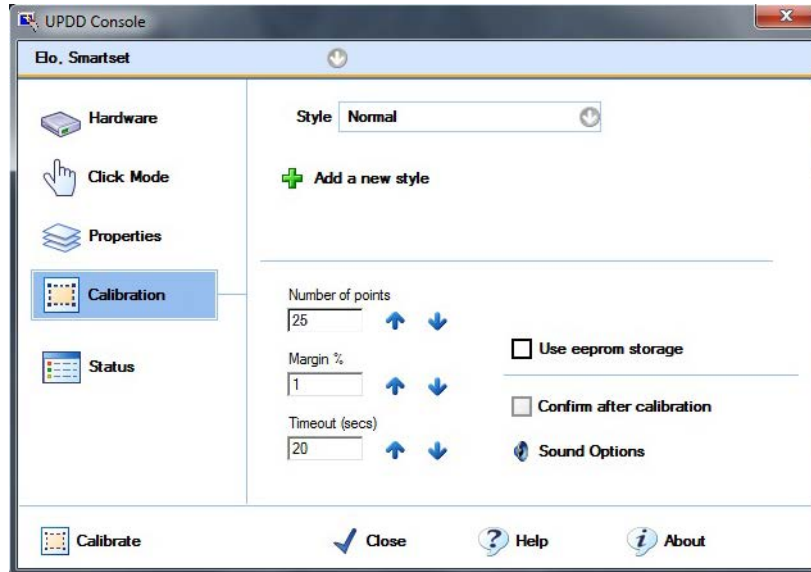 UPDD Console
Elo, Smartset
Hardware
Click Mode
Properties
Calibration
Status
Style Normal
Add a new style
Number of points
25
Margin %
1
Timeout (secs)
20
Use eeprom storage
Confirm after calibration
Sound Options
Calibrate
Close
Help
About